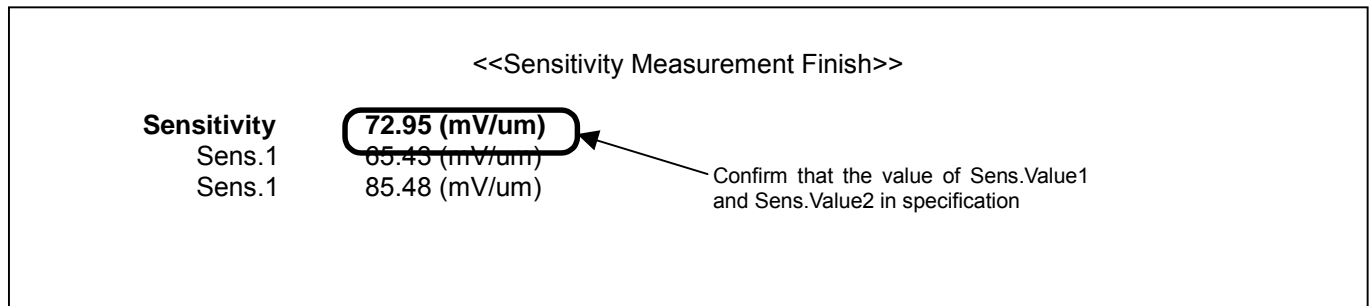 <<Sensitivity Measurement Finish>>
Sensitivity 72.95 (mV/um)
Sens.1 65.43 (mV/um)
Sens.1 85.48 (mV/um)
Confirm that the value of Sens.Value1
and Sens.Value2 in specification